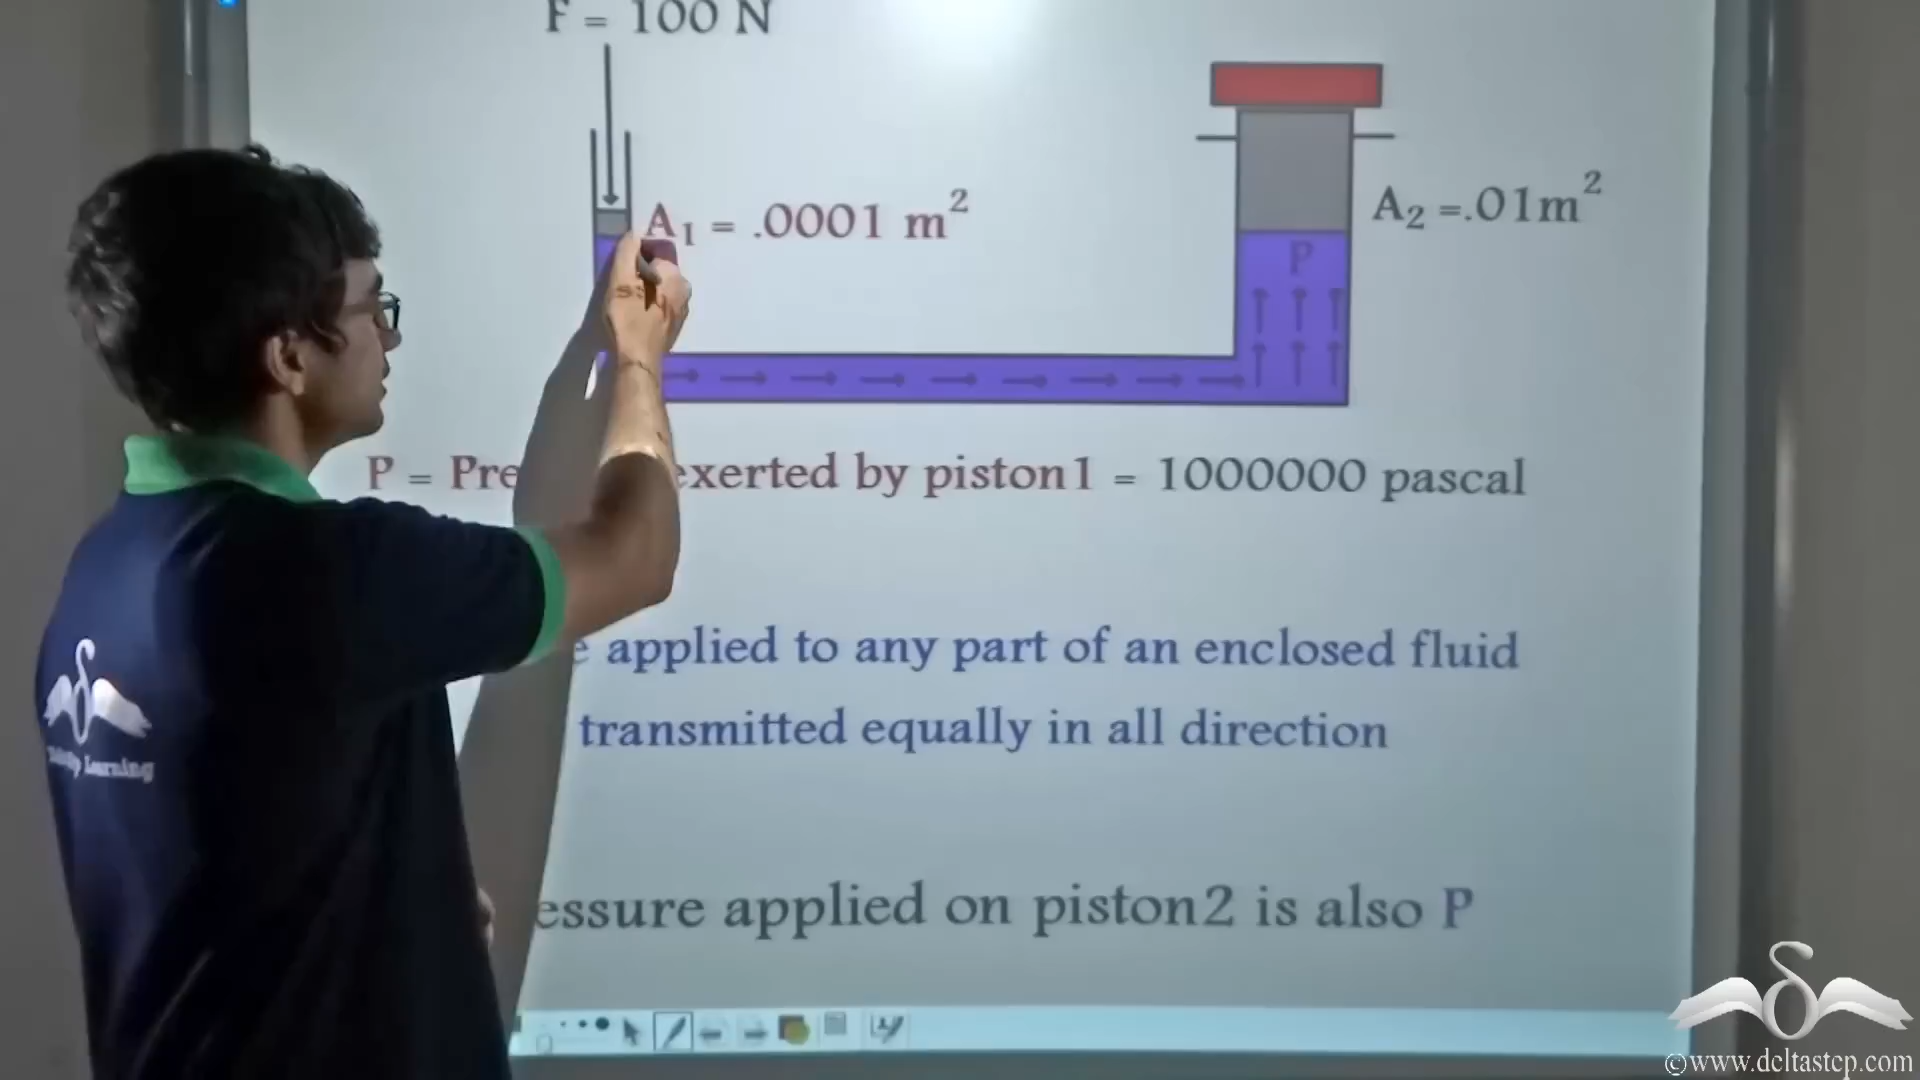 F = 100 N
A1 = .0001 m²
A2 =.01m²
P
P = Pre exerted by piston1 = 1000000 pascal
e applied to any part of an enclosed fluid
transmitted equally in all direction
essure applied on piston2 is also P
Learning
©www.deltastep.com